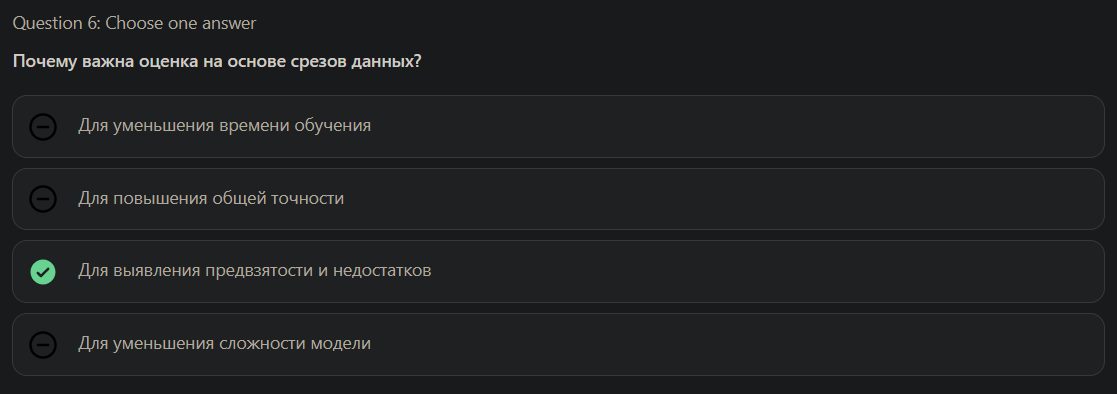 Question 6: Choose one answer
Почему важна оценка на основе срезов данных?
Для уменьшения времени обучения
Для повышения общей точности
Для выявления предвзятости и недостатков
Для уменьшения сложности модели